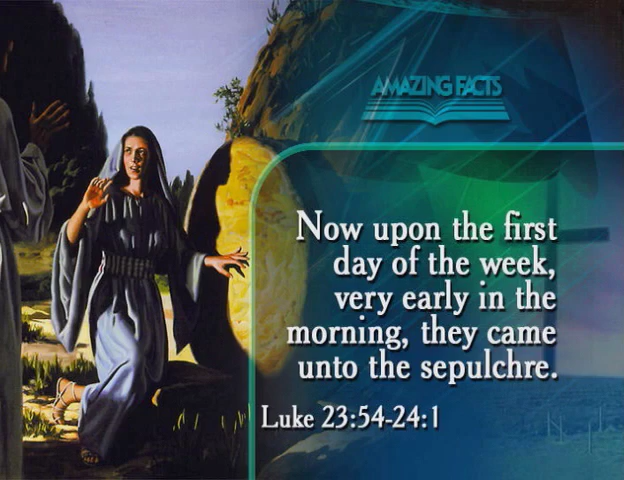 AMAZING FACTS
Now upon the first
day of the week,
very early in the
morning, they came
unto the sepulchre.
Luke 23:54-24:1